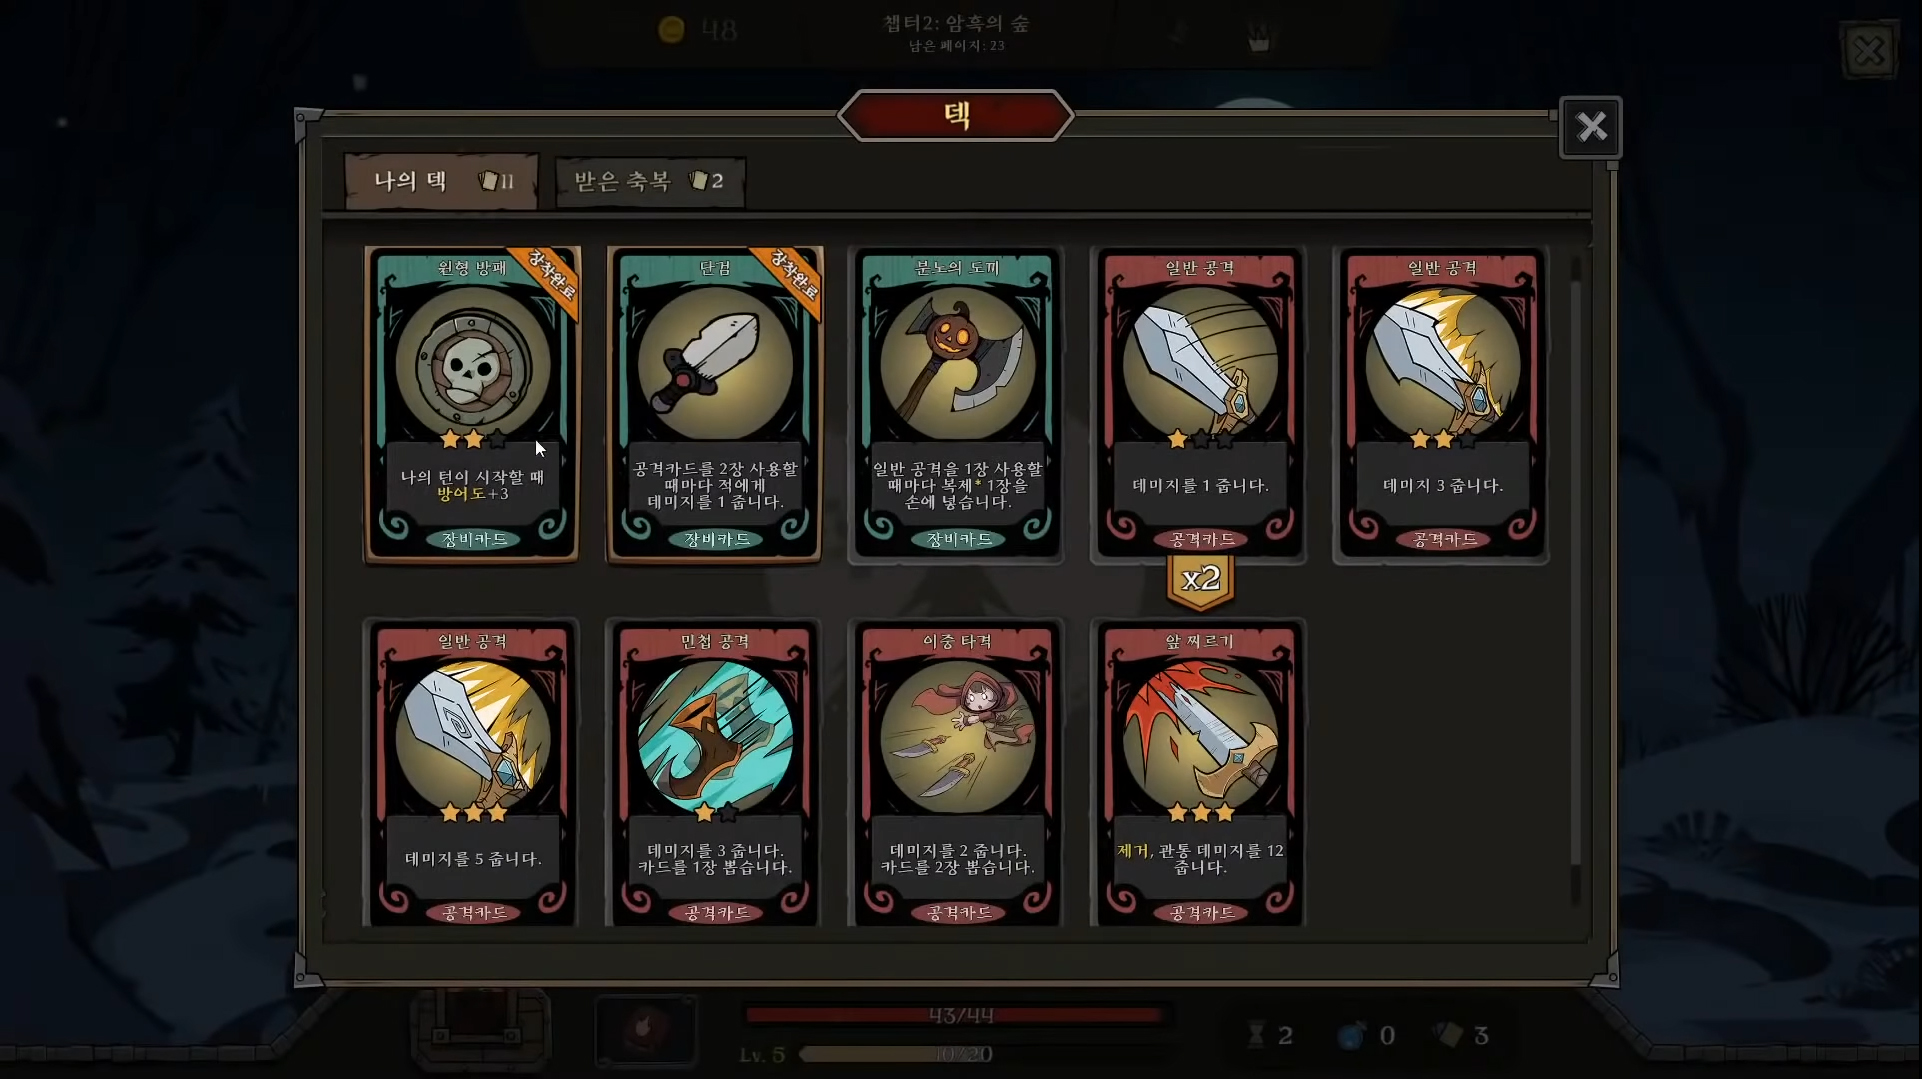 48
챕터2: 암흑의 숲
남은 페이지: 23
덱
나의 덱 11
받은 축복 2
원형 방패
장착완료
나의 턴이 시작할 때
방어도+3
장비카드
단검
장착완료
공격카드를 2장 사용할
때마다 적에게
데미지를 1 줍니다.
장비카드
분노의 도끼
일반 공격을 1장 사용할
때마다 복제* 1장을
손에 넣습니다.
장비카드
일반 공격
데미지를 1 줍니다.
공격카드
x2
일반 공격
데미지 3 줍니다.
공격카드
일반 공격
데미지를 5 줍니다.
공격카드
민첩 공격
데미지를 3 줍니다.
카드를 1장 뽑습니다.
공격카드
이중 타격
데미지를 2 줍니다.
카드를 2장 뽑습니다.
공격카드
앞 찌르기
제거, 관통 데미지를 12
줍니다.
공격카드
43/44
Lv. 5
10/20
2
0
3